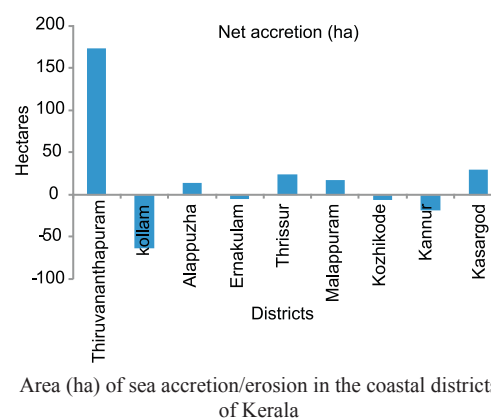 Net accretion (ha)
200
150
100
50
0
-50
-100
Hectares
Thiruvananthapuram
kollam
Alappuzha
Ernakulam
Thrissur
Malappuram
Kozhikode
Kannur
Kasargod
Districts
Area (ha) of sea accretion/erosion in the coastal districts
of Kerala